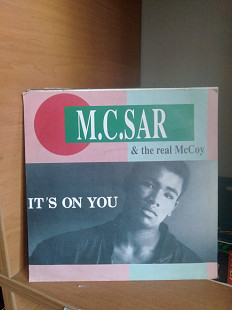 M.C.SAR
& the real McCoy
IT'S ON YOU